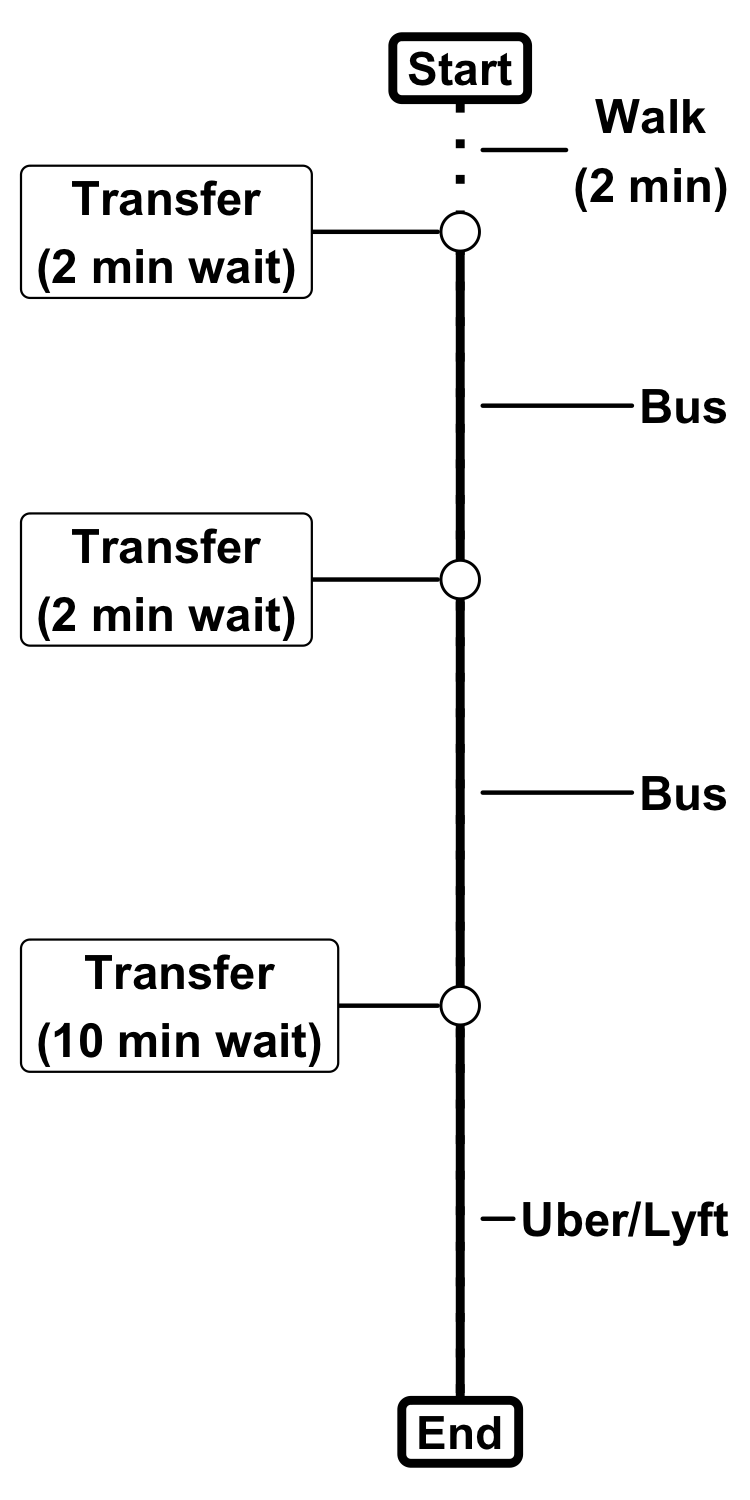 Start
Walk
(2 min)
Transfer
(2 min wait)
Bus
Transfer
(2 min wait)
Bus
Transfer
(10 min wait)
Uber/Lyft
End